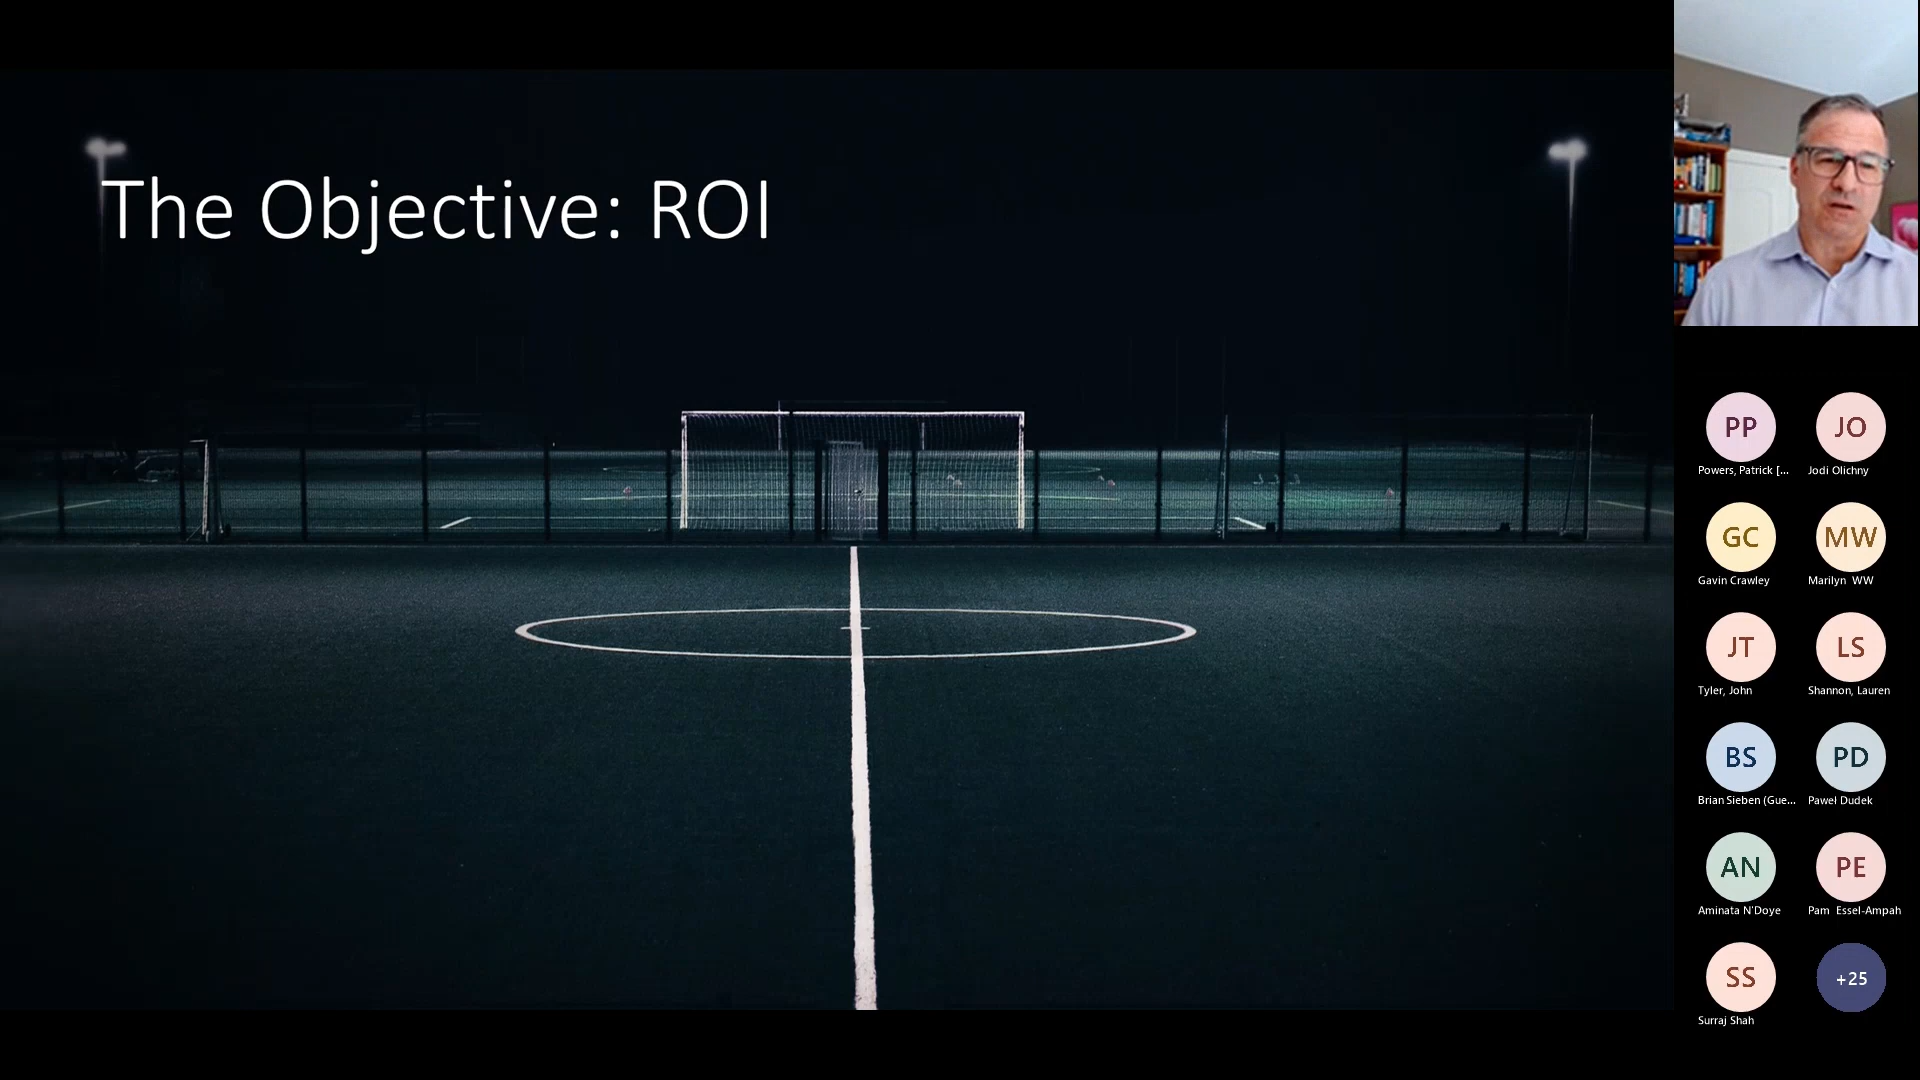 The Objective: ROI
PP
JO
Powers, Patrick [...
Jodi Olichny
GC
MW
Gavin Crawley
Marilyn WW
JT
LS
Tyler, John
Shannon, Lauren
BS
PD
Brian Sieben (Gue...
Paweł Dudek
AN
PE
Aminata N'Doye
Pam Essel-Ampah
SS
+25
Surraj Shah